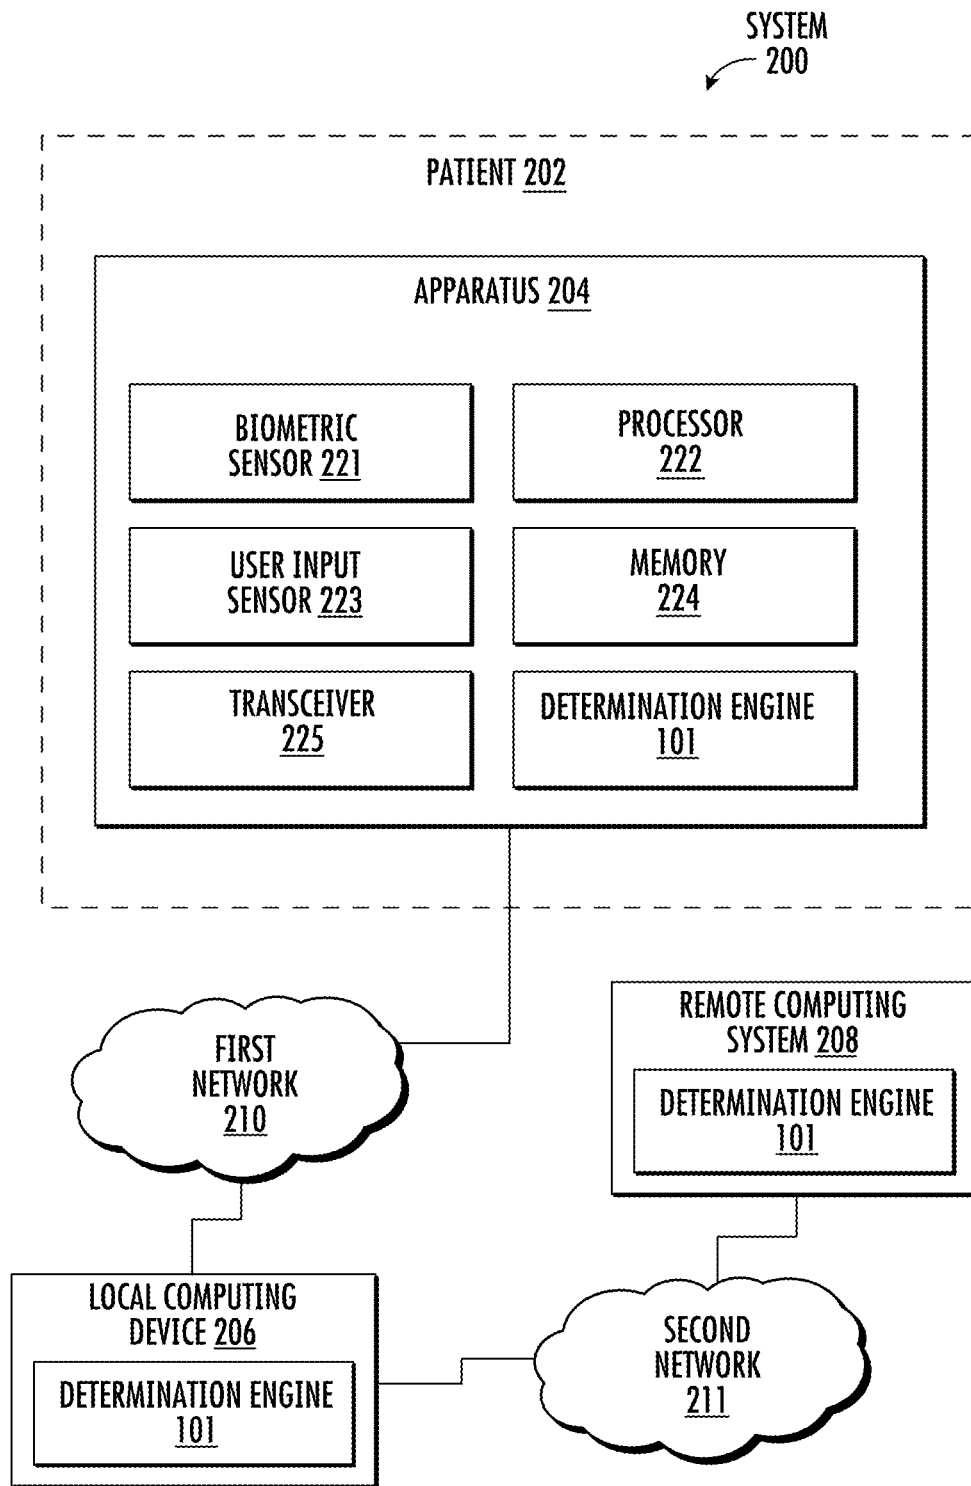 SYSTEM
200
PATIENT 202
APPARATUS 204
BIOMETRIC
SENSOR 221
PROCESSOR
222
USER INPUT
SENSOR 223
MEMORY
224
TRANSCEIVER
225
DETERMINATION ENGINE
101
FIRST
NETWORK
210
REMOTE COMPUTING
SYSTEM 208
DETERMINATION ENGINE
101
LOCAL COMPUTING
DEVICE 206
DETERMINATION ENGINE
101
SECOND
NETWORK
211